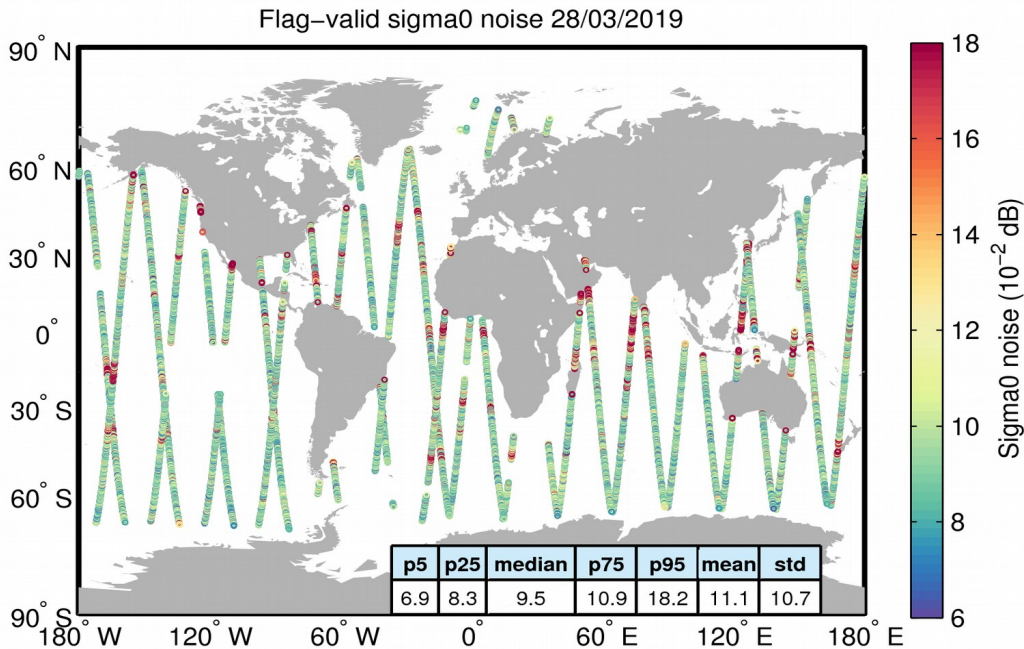 Flag−valid sigma0 noise 28/03/2019
90° N
60° N
30° N
0°
30° S
60° S
90° S
180° W
120° W
60° W
0°
60° E
120° E
180° E
p5 p25 median p75 p95 mean std
6.9 8.3 9.5 10.9 18.2 11.1 10.7
18
16
14
12
10
8
6
Sigma0 noise (10⁻² dB)